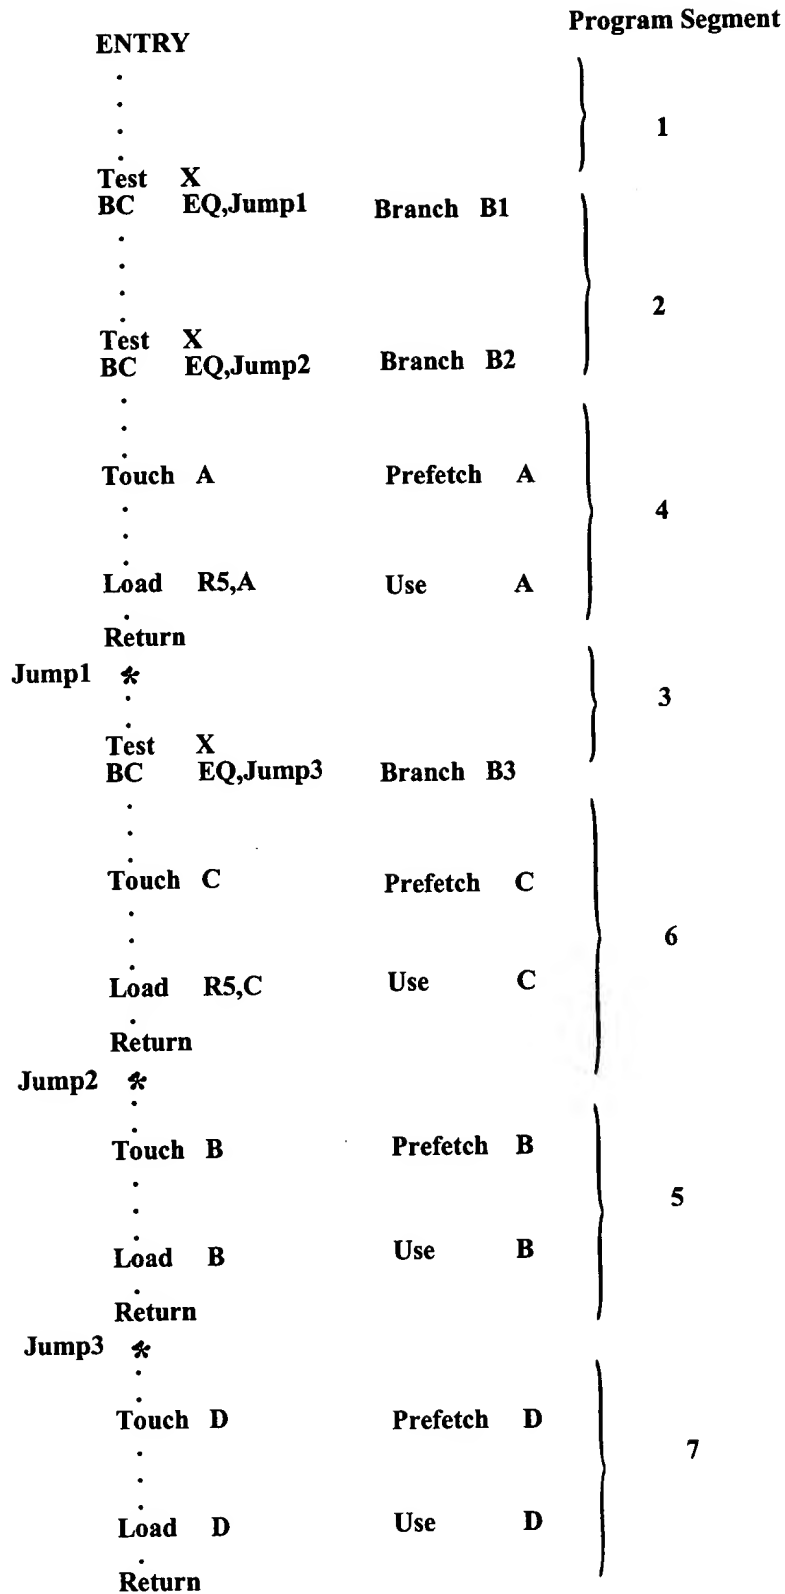 Program Segment
ENTRY
1
Test X
BC EQ,Jump1 Branch B1
2
Test X
BC EQ,Jump2 Branch B2
Touch A Prefetch A
4
Load R5,A Use A
Return
Jump1 *
3
Test X
BC EQ,Jump3 Branch B3
Touch C Prefetch C
6
Load R5,C Use C
Return
Jump2 *
Touch B Prefetch B
5
Load B Use B
Return
Jump3 *
Touch D Prefetch D
7
Load D Use D
Return